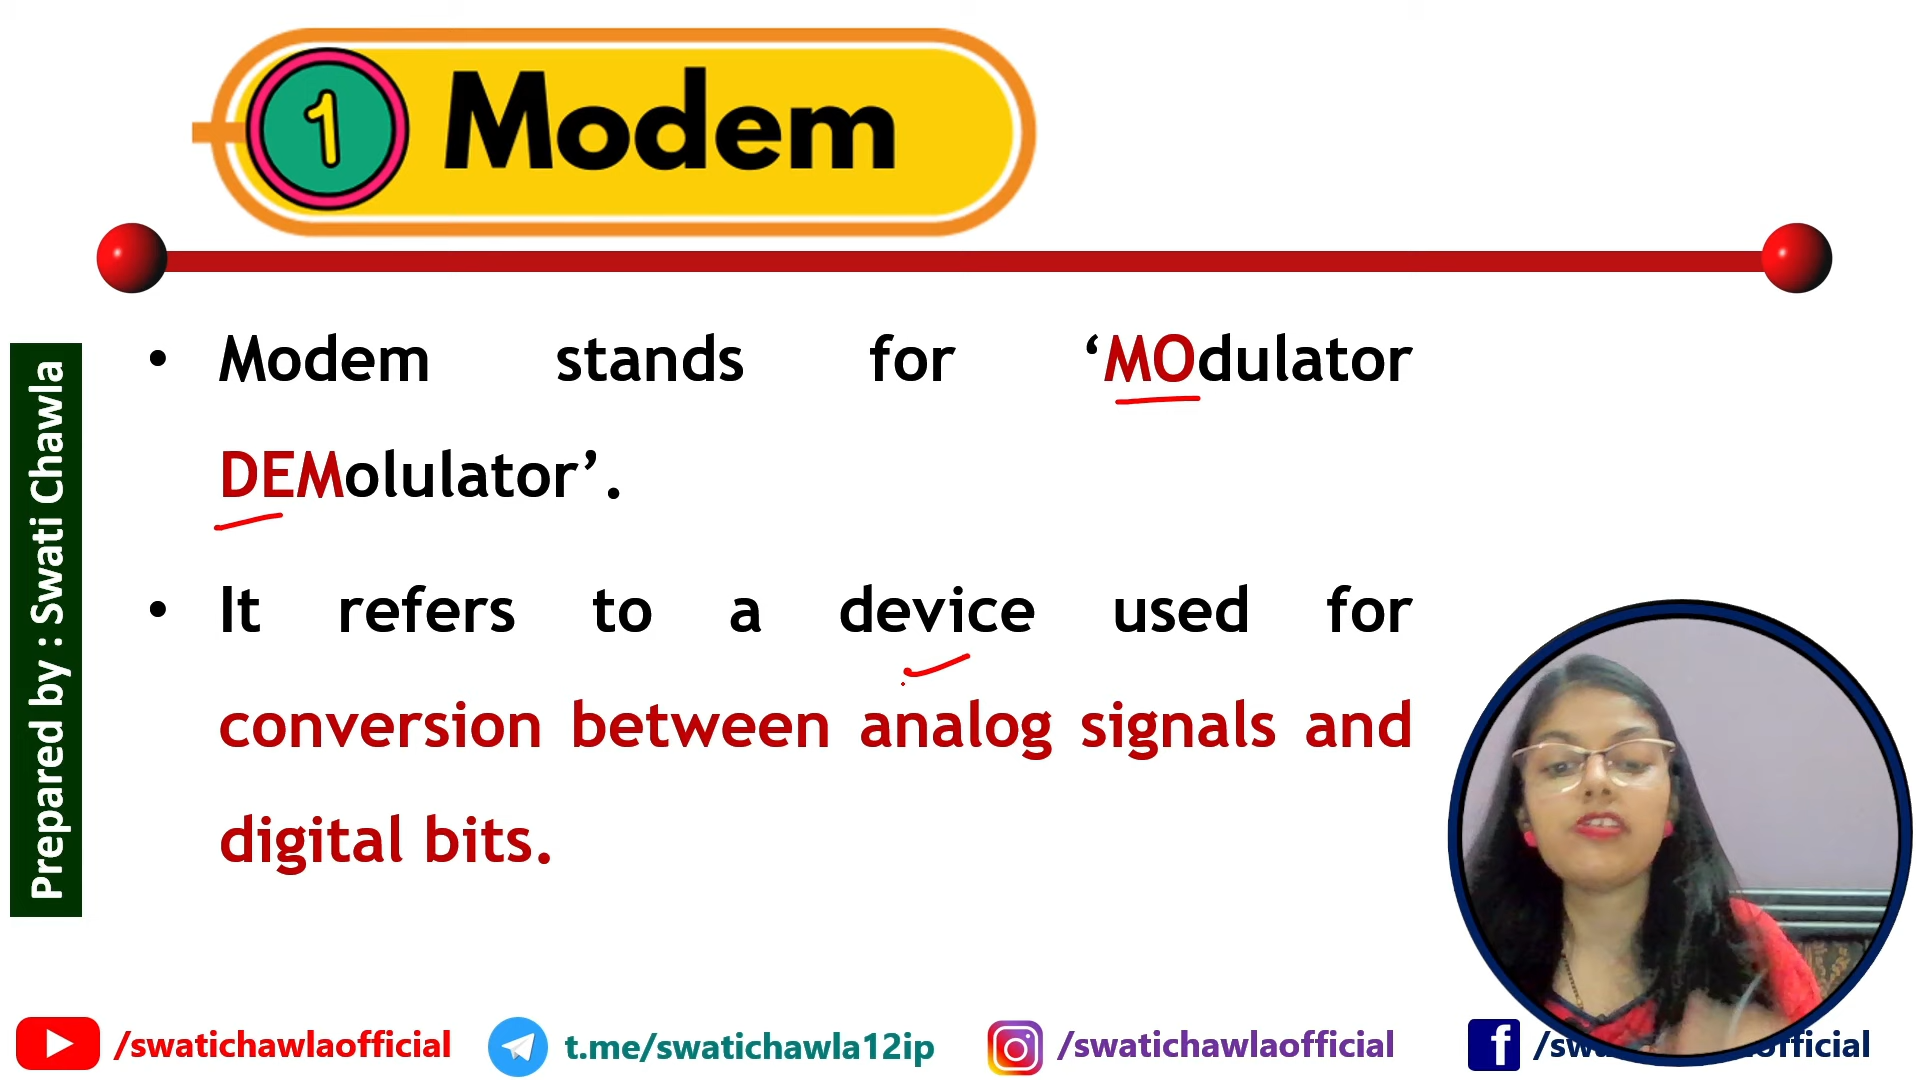 1 Modem
• Modem stands for ‘MOdulator
DEMolulator’.
• It refers to a device used for
conversion between analog signals and
digital bits.
Prepared by : Swati Chawla
/swatichawlaofficial
t.me/swatichawla12ip
/swatichawlaofficial